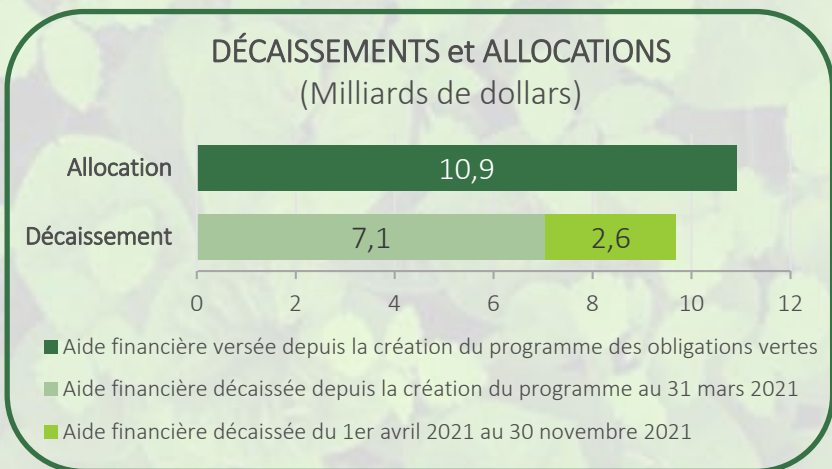 DÉCAISSEMENTS et ALLOCATIONS
(Milliards de dollars)
Allocation
10,9
Décaissement
7,1
2,6
0 2 4 6 8 10 12
Aide financière versée depuis la création du programme des obligations vertes
Aide financière décaissée depuis la création du programme au 31 mars 2021
Aide financière décaissée du 1er avril 2021 au 30 novembre 2021